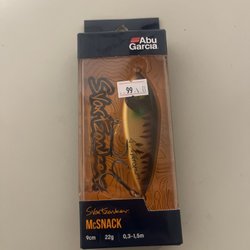 Abu
Garcia
99
Svartzonker
McSNACK
9cm 22g 0,3-1,5m